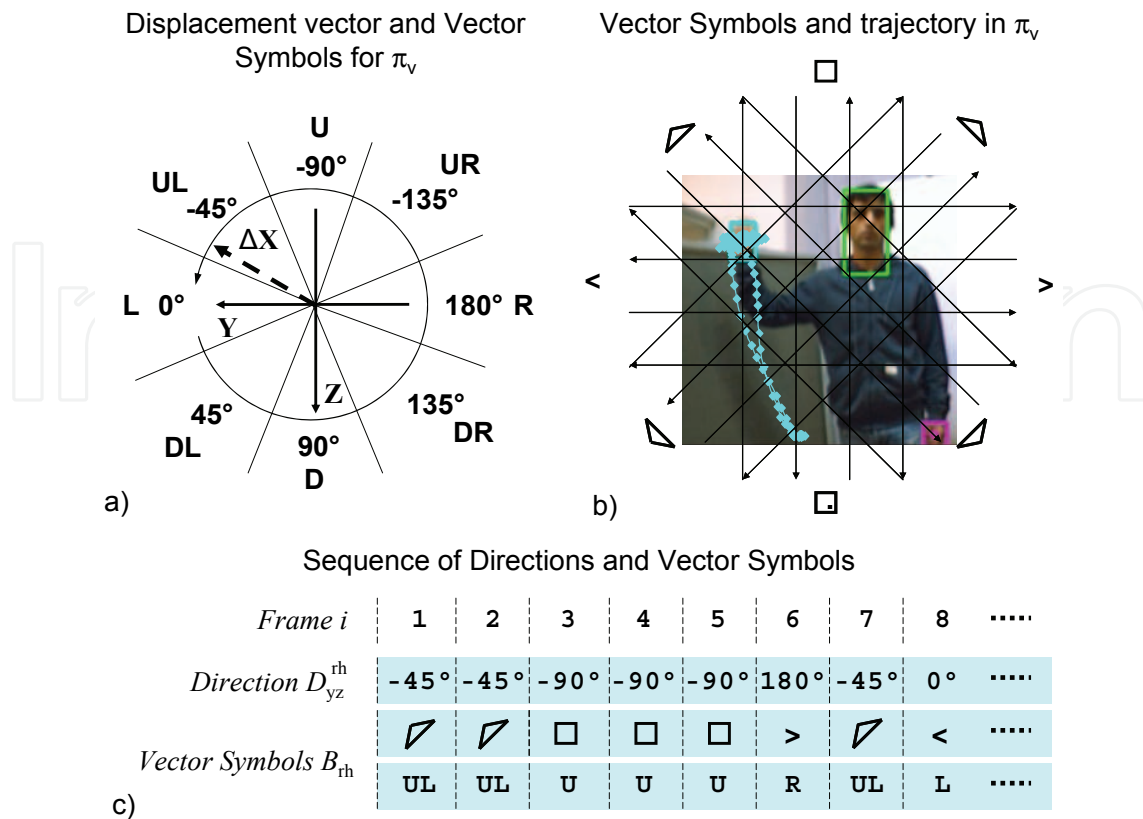 Displacement vector and Vector
Symbols for πv
Vector Symbols and trajectory in πv
U
-90°
UR
-135°
UL
-45°
ΔX
L 0°
Y
180° R
Z
45°
DL
90°
D
135°
DR
a)
<
>
b)
Sequence of Directions and Vector Symbols
Frame i 1 2 3 4 5 6 7 8 .....
Direction D rh yz -45° -45° -90° -90° -90° 180° -45° 0° .....
> < .....
Vector Symbols Brh
UL UL U U U R UL L .....
c)